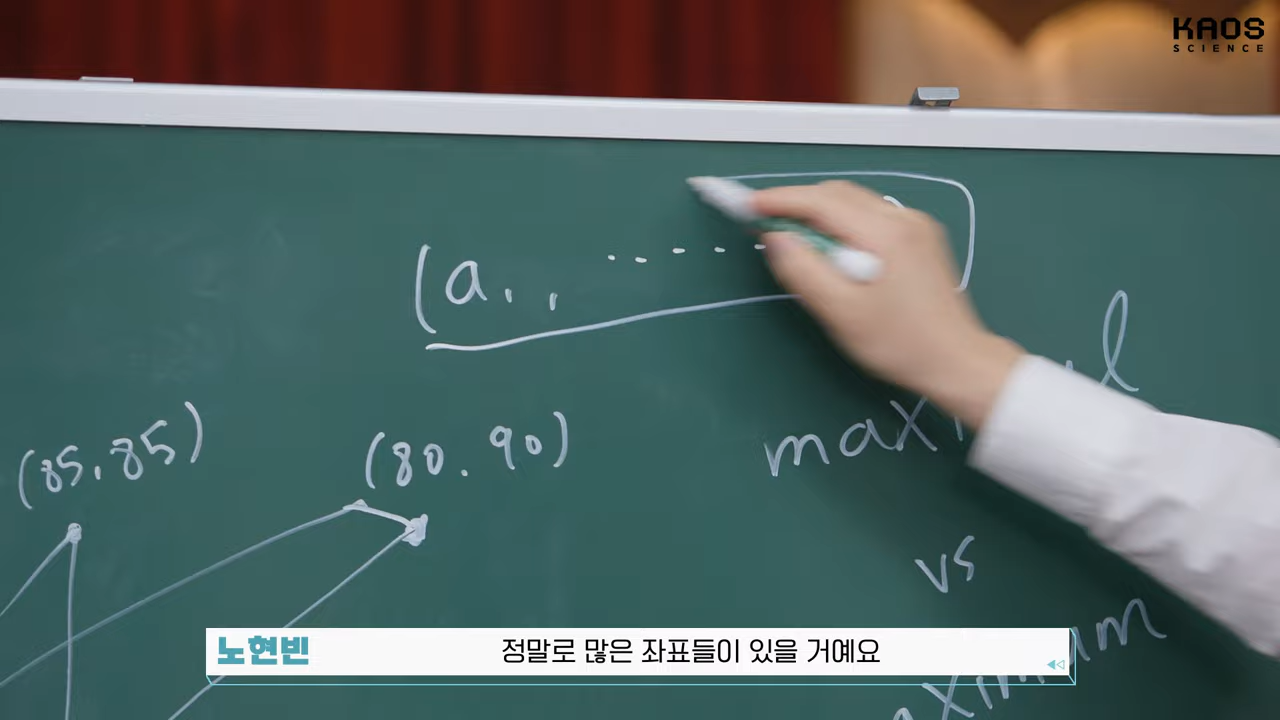 KAOS
SCIENCE
(a, , .. ...
(85,85)
(80.90)
vs
노현빈
정말로 많은 좌표들이 있을 거예요